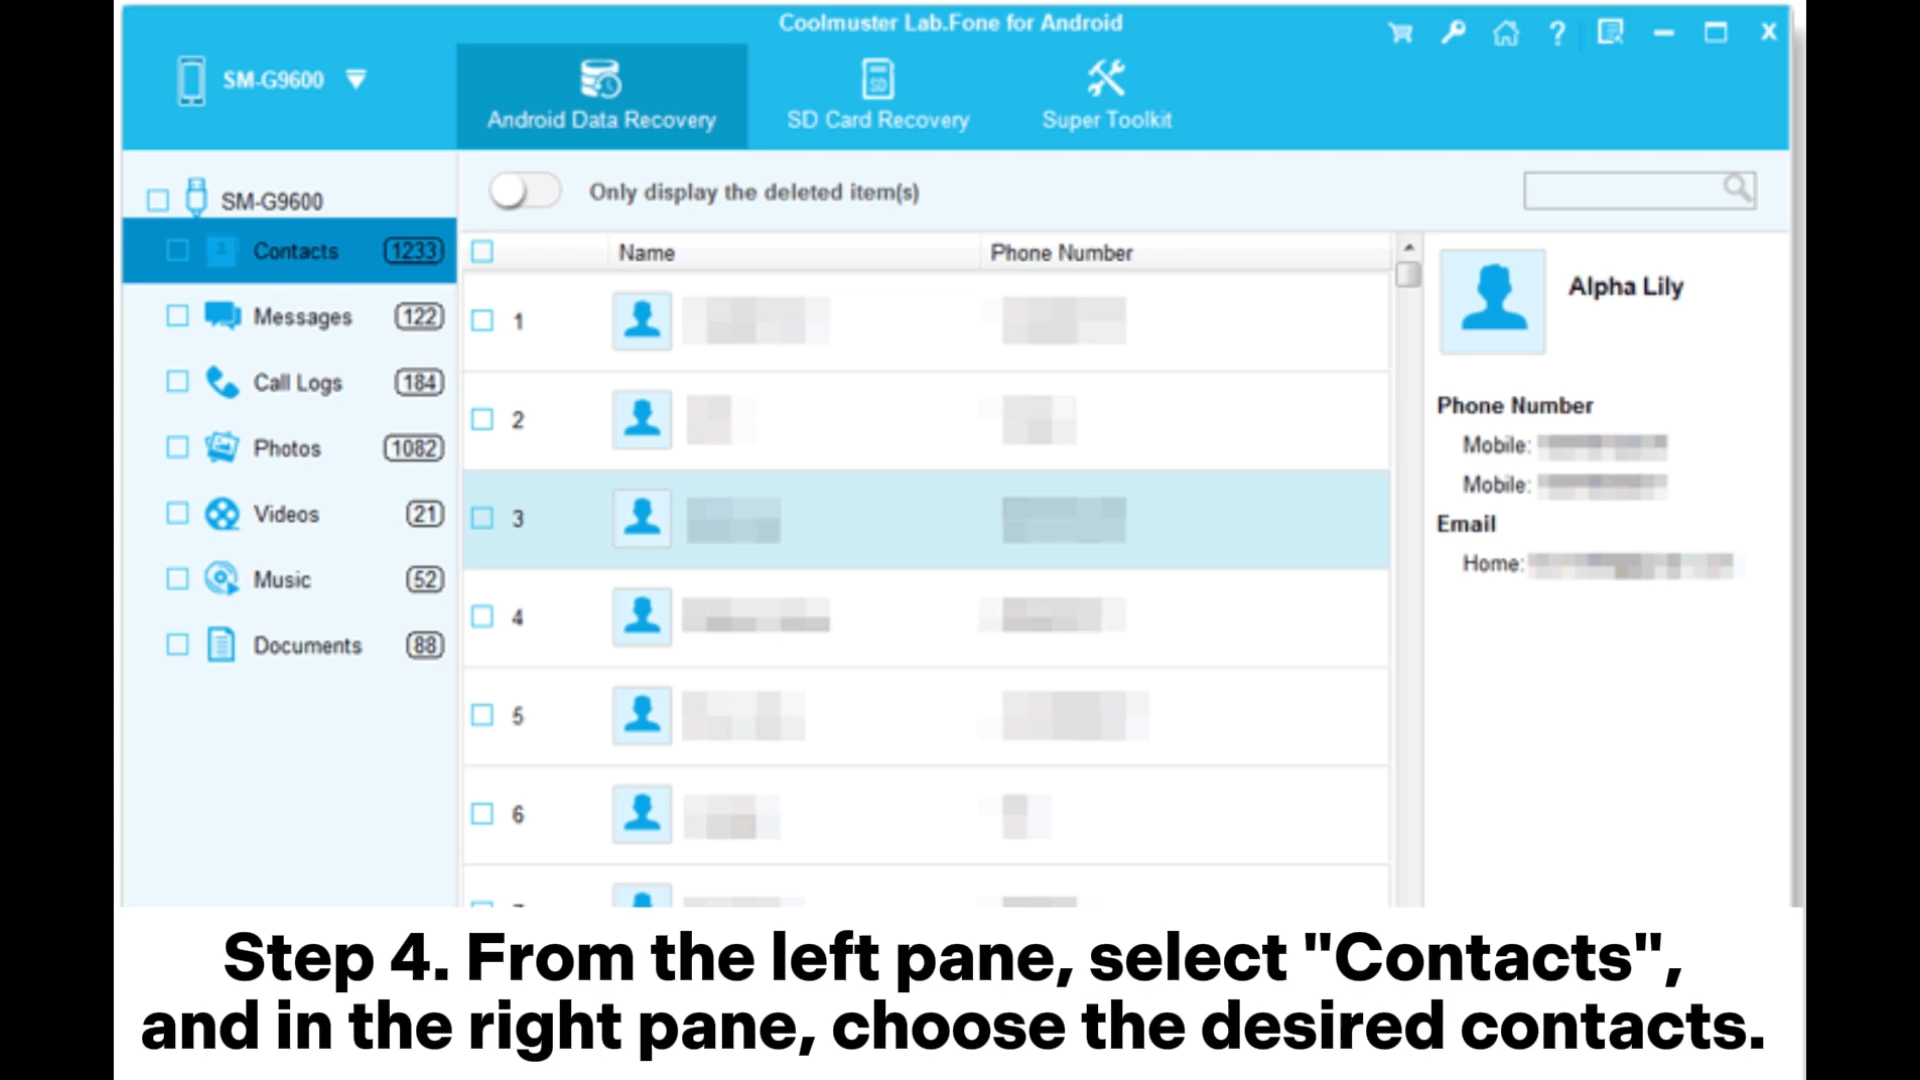 Coolmuster Lab.Fone for Android
SM-G9600
Android Data Recovery
SD
SD Card Recovery
Super Toolkit
?
SM-G9600
Only display the deleted item(s)
Contacts 1233
Messages 122
Call Logs 184
Photos 1082
Videos 21
Music 52
Documents 88
Name Phone Number
1
2
3
4
5
6
Alpha Lily
Phone Number
Mobile:
Mobile:
Email
Home:
Step 4. From the left pane, select "Contacts",
and in the right pane, choose the desired contacts.